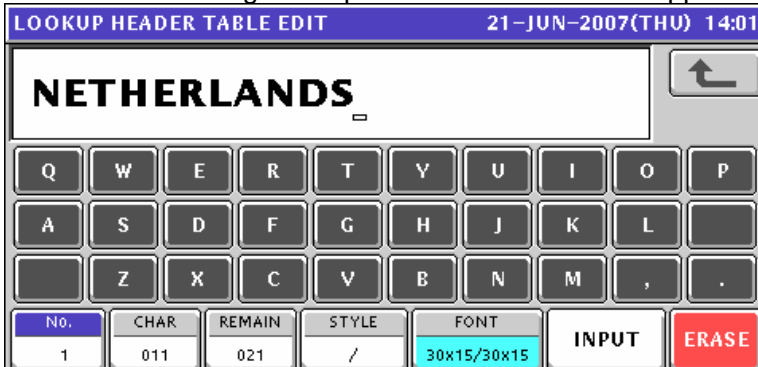 LOOKUP HEADER TABLE EDIT 21-JUN-2007(THU) 14:01
NETHERLANDS
Q W E R T Y U I O P
A S D F G H J K L
Z X C V B N M , .
No. CHAR REMAIN STYLE FONT INPUT ERASE
1 011 021 / 30x15/30x15